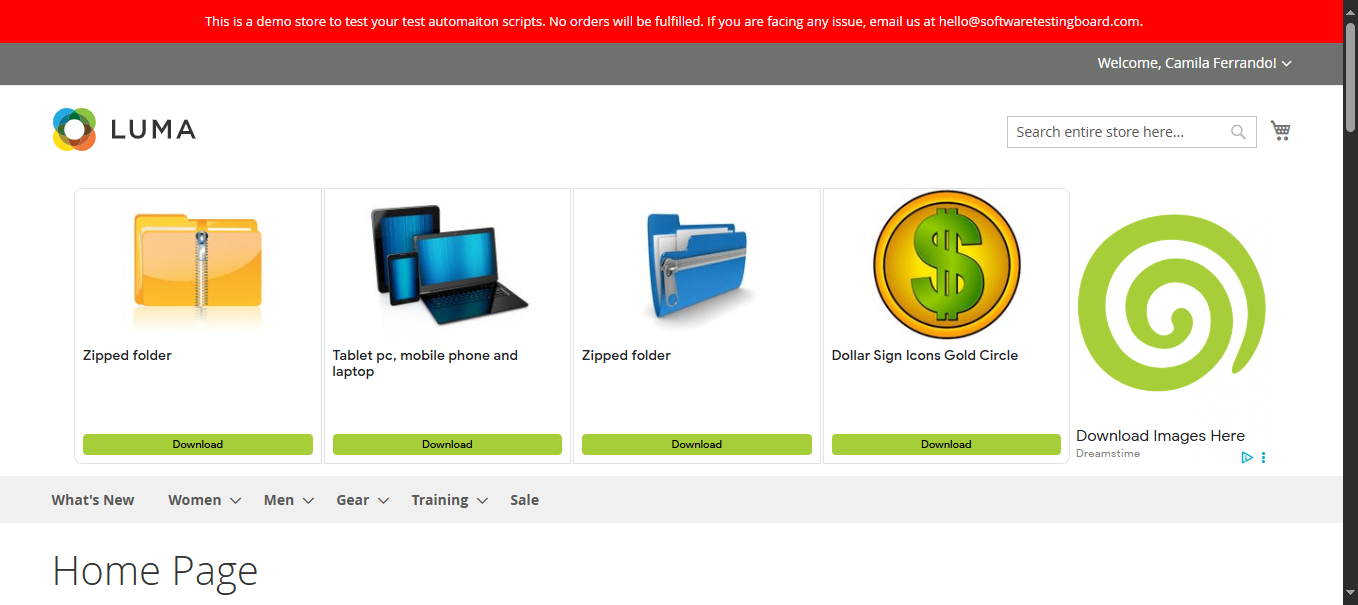 This is a demo store to test your test automaiton scripts. No orders will be fulfilled. If you are facing any issue, email us at hello@softwaretestingboard.com.
Welcome, Camila Ferrando!
LUMA
Search entire store here...
Zipped folder
Tablet pc, mobile phone and
laptop
Zipped folder
Dollar Sign Icons Gold Circle
Download
Download
Download
Download
Download Images Here
Dreamstime
What's New
Women
Men
Gear
Training
Sale
Home Page